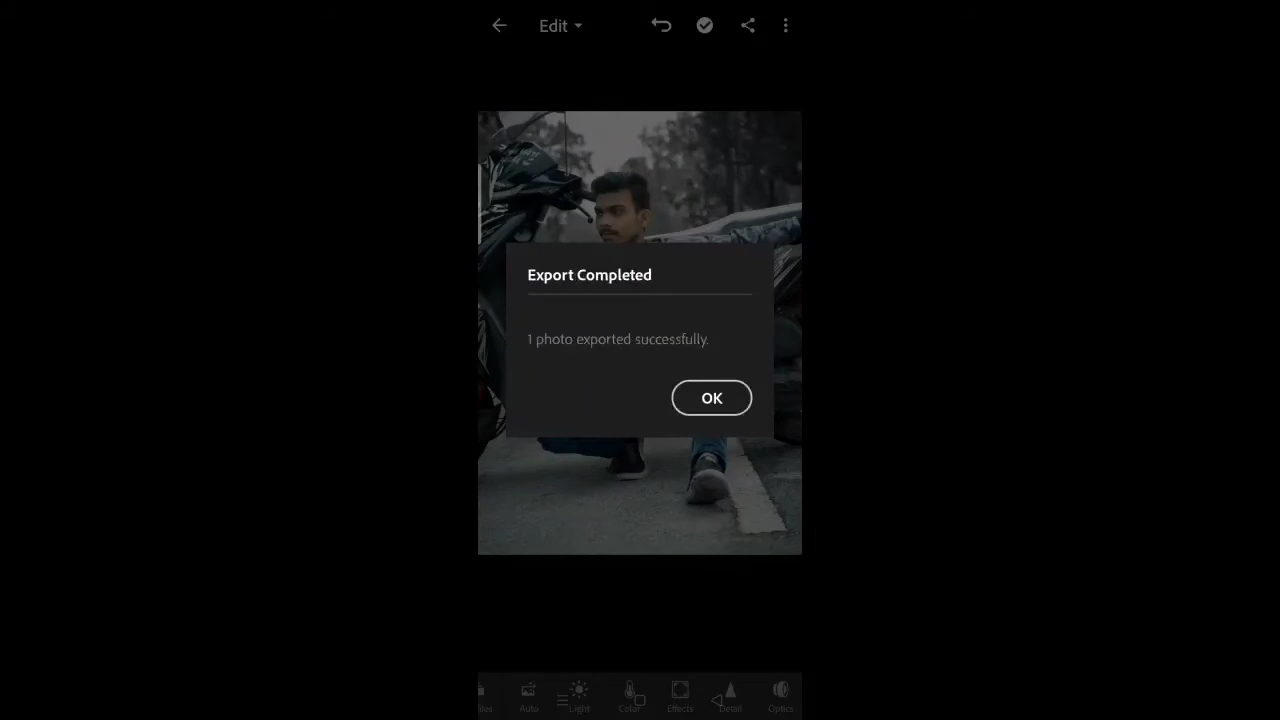 Edit
Export Completed
1 photo exported successfully.
OK
Auto Light Color Effects Detail Optics